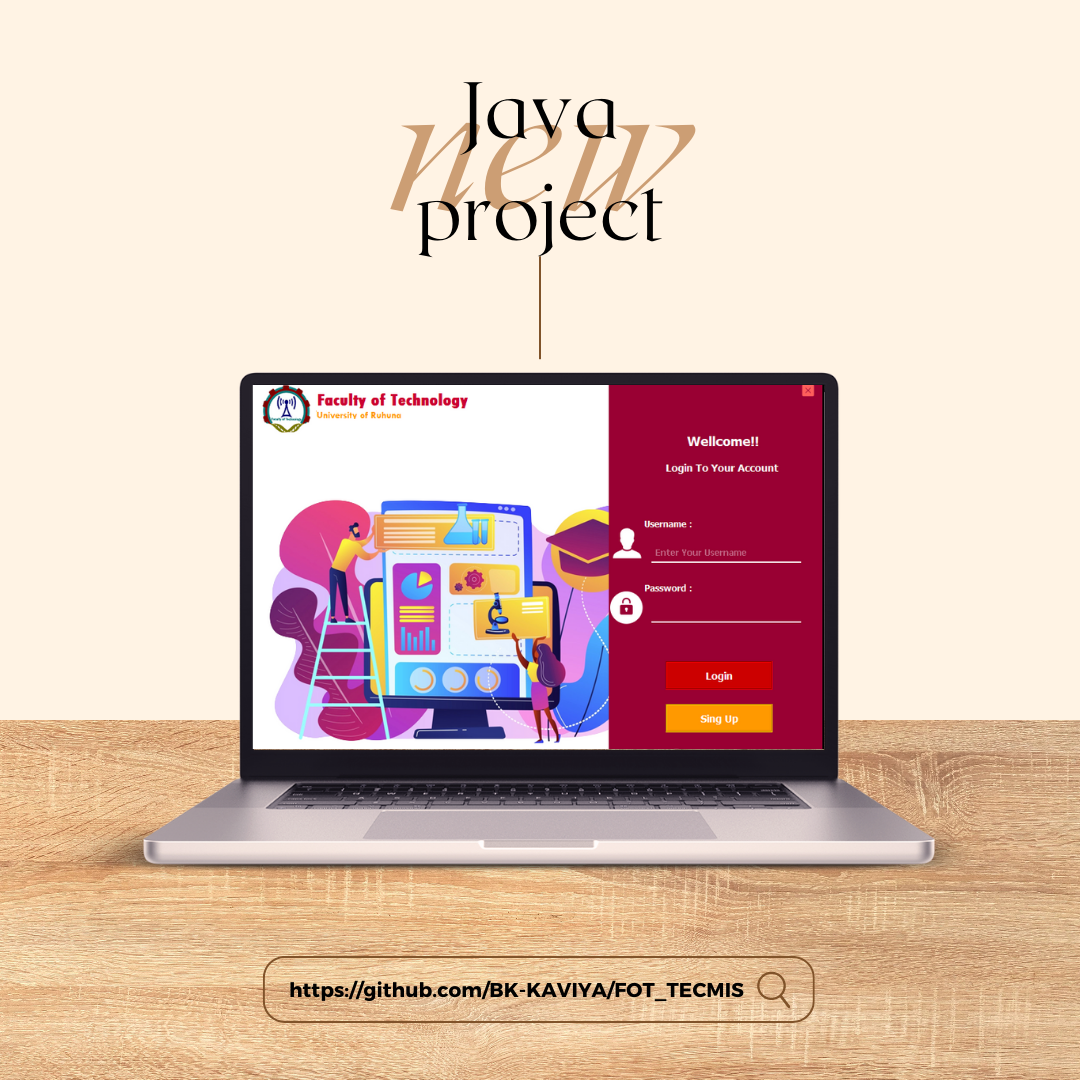 Java
new
project
Faculty of Technology
University of Ruhuna
Wellcome!!
Login To Your Account
Username :
Enter Your Username
Password :
Login
Sing Up
https://github.com/BK-KAVIYA/FOT_TECMIS